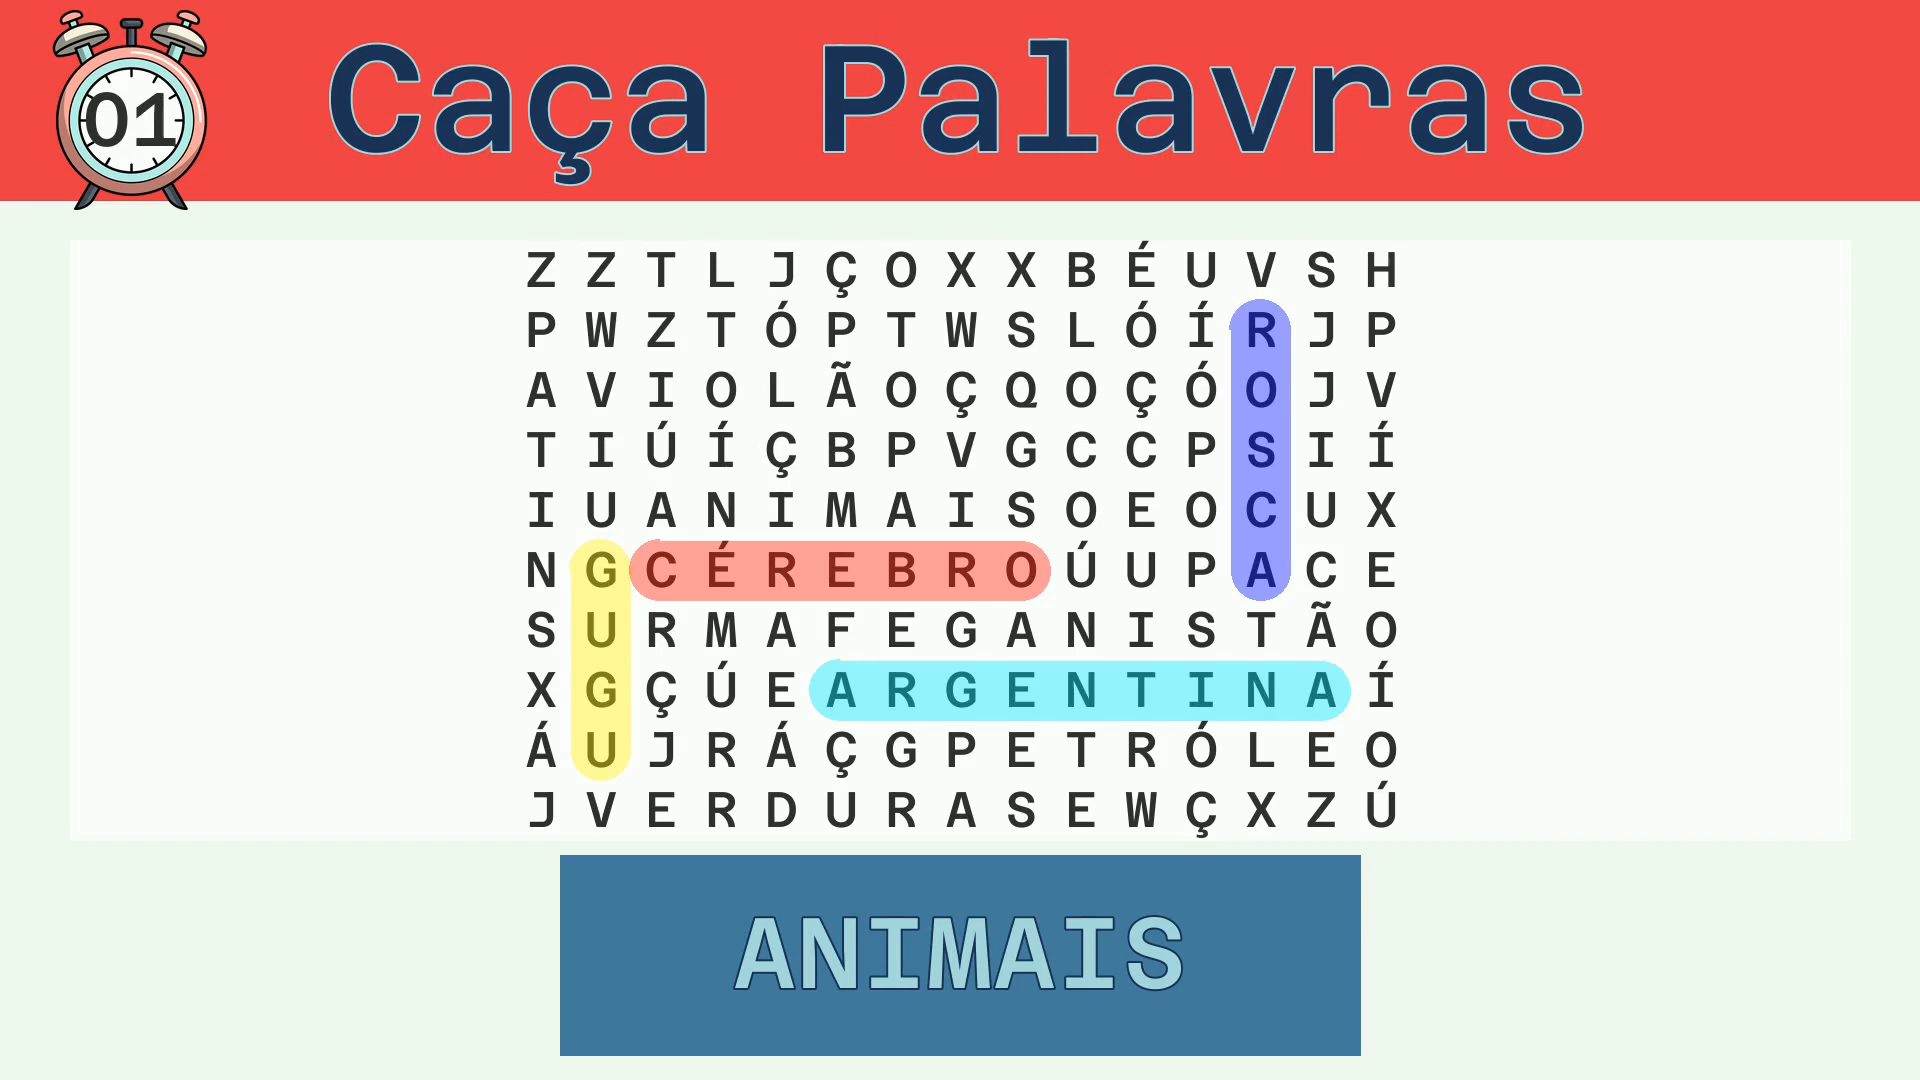 01
Caça Palavras
Z Z T L J Ç O X X B É U V S H
P W Z T Ó P T W S L Ó Í R J P
A V I O L Ã O Ç Q O Ç Ó O J V
T I Ú Í Ç B P V G C C P S I Í
I U A N I M A I S O E O C U X
N G C É R E B R O Ú U P A C E
S U R M A F E G A N I S T Ã O
X G Ç Ú E A R G E N T I N A Í
Á U J R Á Ç G P E T R Ó L E O
J V E R D U R A S E W Ç X Z Ú
ANIMAIS